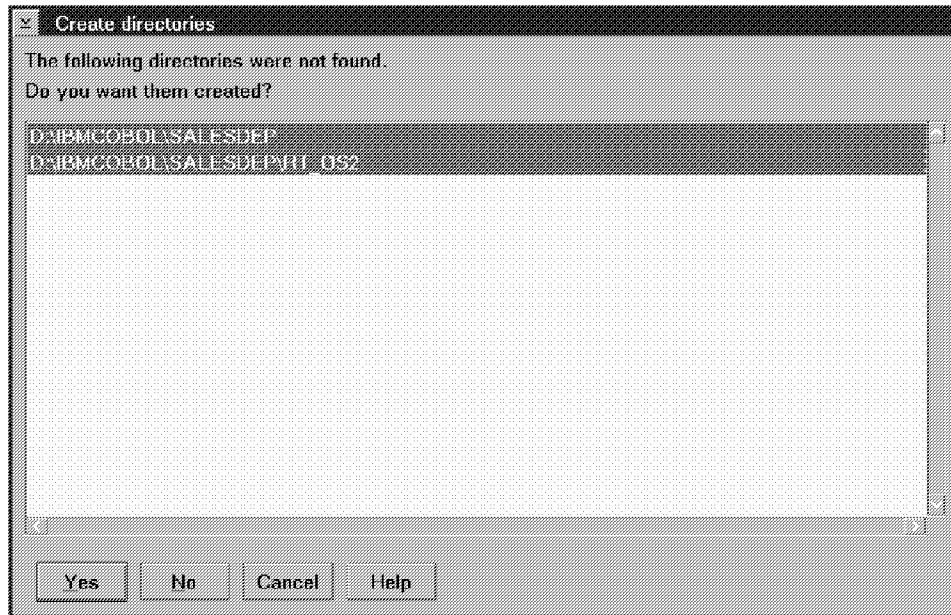 Create directories
The following directories were not found.
Do you want them created?
D:\IBMCOBOL\SALESDEP
D:\IBMCOBOL\SALESDEP\RT_OS2
Yes No Cancel Help